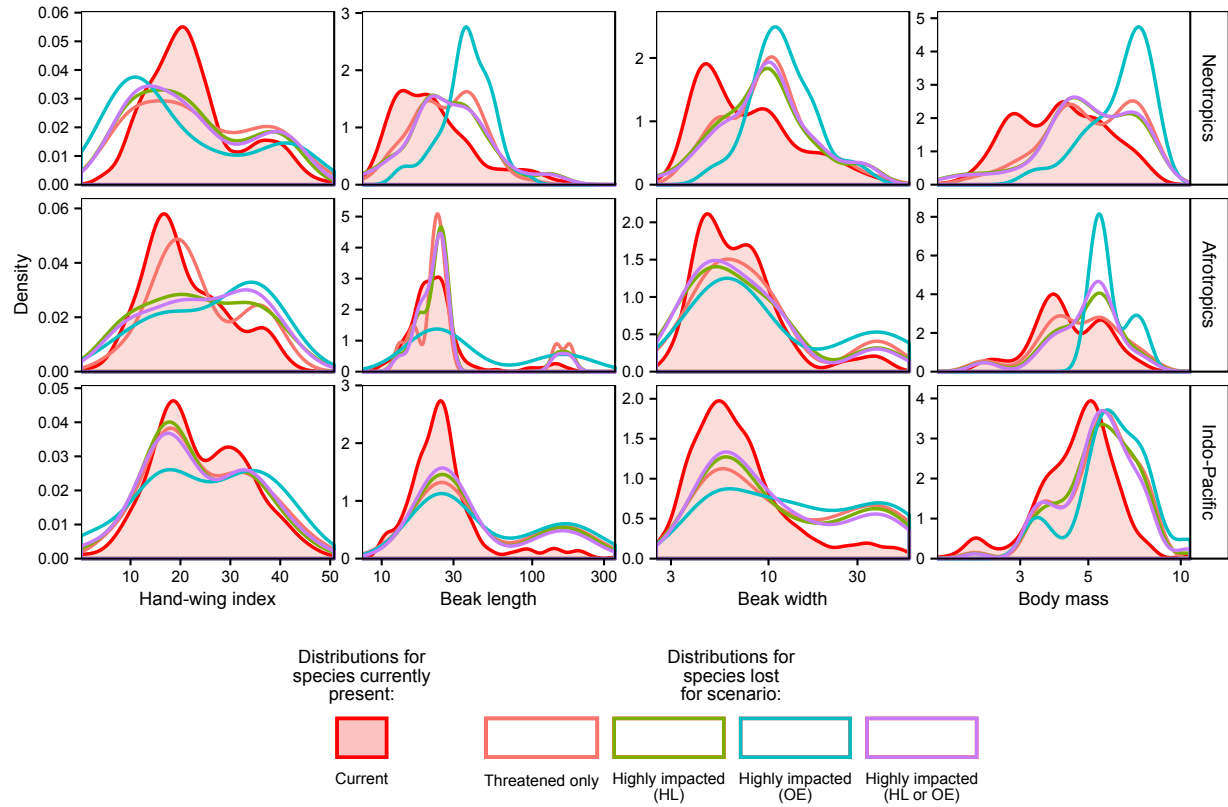 0.06
0.05
0.04
0.03
0.02
0.01
0.00
3
2
1
0
2
1
0
5
4
3
2
1
0
Neotropics
0.06
0.04
0.02
0.00
5
4
3
2
1
0
2.0
1.5
1.0
0.5
0.0
8
6
4
2
0
Afrotropics
Density
0.05
0.04
0.03
0.02
0.01
0.00
3
2
1
0
2.0
1.5
1.0
0.5
0.0
4
3
2
1
0
Indo-Pacific
10 20 30 40 50
10 30 100 300
3 10 30
3 5 10
Hand-wing index
Beak length
Beak width
Body mass
Distributions for
species currently
present:
Distributions for
species lost
for scenario:
Current
Threatened only
Highly impacted
(HL)
Highly impacted
(OE)
Highly impacted
(HL or OE)